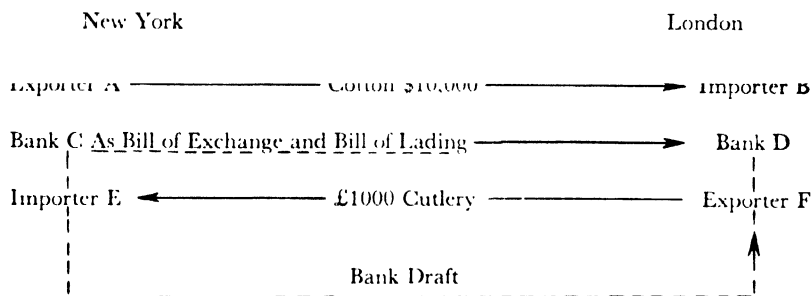 New York London
Exporter A Cotton $10,000 Importer B
Bank C As Bill of Exchange and Bill of Lading Bank D
Importer E £1000 Cutlery Exporter F
Bank Draft